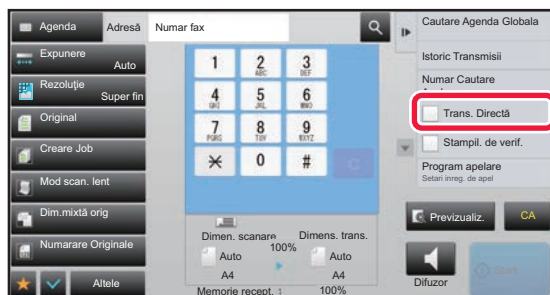 Agenda
Adresă
Numar fax
Expunere
Auto
Rezoluţie
Super fin
Original
Creare Job
Mod scan. lent
Dim.mixtă orig
Numarare Originale
Altele
1
2
ABC
3
DEF
4
GHI
5
JKL
6
MNO
7
PQRS
8
TUV
9
WXYZ
0
#
C
Dimen. scanare
100%
Dimens. trans.
Auto
A4
Auto
A4
Memorie recept. :
100%
Cautare Agenda Globala
Istoric Transmisii
Numar Cautare
Trans. Directă
Stampil. de verif.
Program apelare
Setari inreg. de apel
Previzualiz.
CA
Difuzor
Start